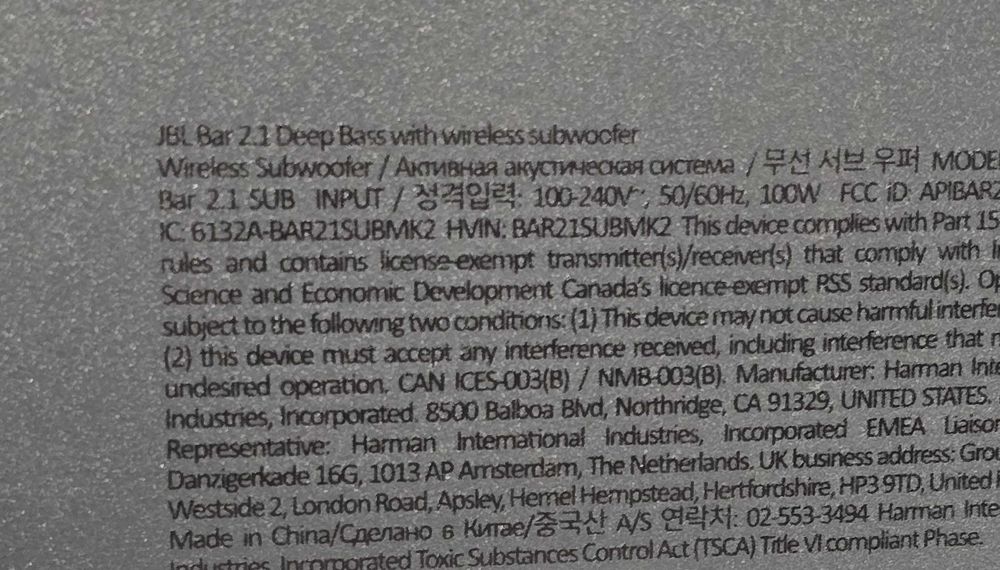 JBL Bar 2.1 Deep Bass with wireless subwoofer
Wireless Subwoofer / Активная акустическая система / 무선 서브 우퍼 MODE
Bar 2.1 SUB INPUT / 정격입력: 100-240V~, 50/60Hz, 100W FCC iD: APIBAR2
IC: 6132A-BAR21SUBMK2 HVIN: BAR21SUBMK2 This device complies with Part 15
rules and contains license-exempt transmitter(s)/receiver(s) that comply with
Science and Economic Development Canada's licence-exempt RSS standard(s).
subject to the following two conditions: (1) This device may not cause harmful interfer
(2) this device must accept any interference received, including interference that
undesired operation. CAN ICES-003(B) / NMB-003(B). Manufacturer: Harman Inte
Industries, Incorporated. 8500 Balboa Blvd, Northridge, CA 91329, UNITED STATES.
Representative: Harman International Industries, Incorporated EMEA Liaison
Danzigerkade 16G, 1013 AP Amsterdam, The Netherlands. UK business address: Grou
Westside 2, London Road, Apsley, Hemel Hempstead, Hertfordshire, HP3 9TD, United
Made in China/Сделано в Китае/중국산 A/S 연락처: 02-553-3494 Harman Inte
Industries, Incorporated Toxic Substances Control Act (TSCA) Title VI compliant Phase.